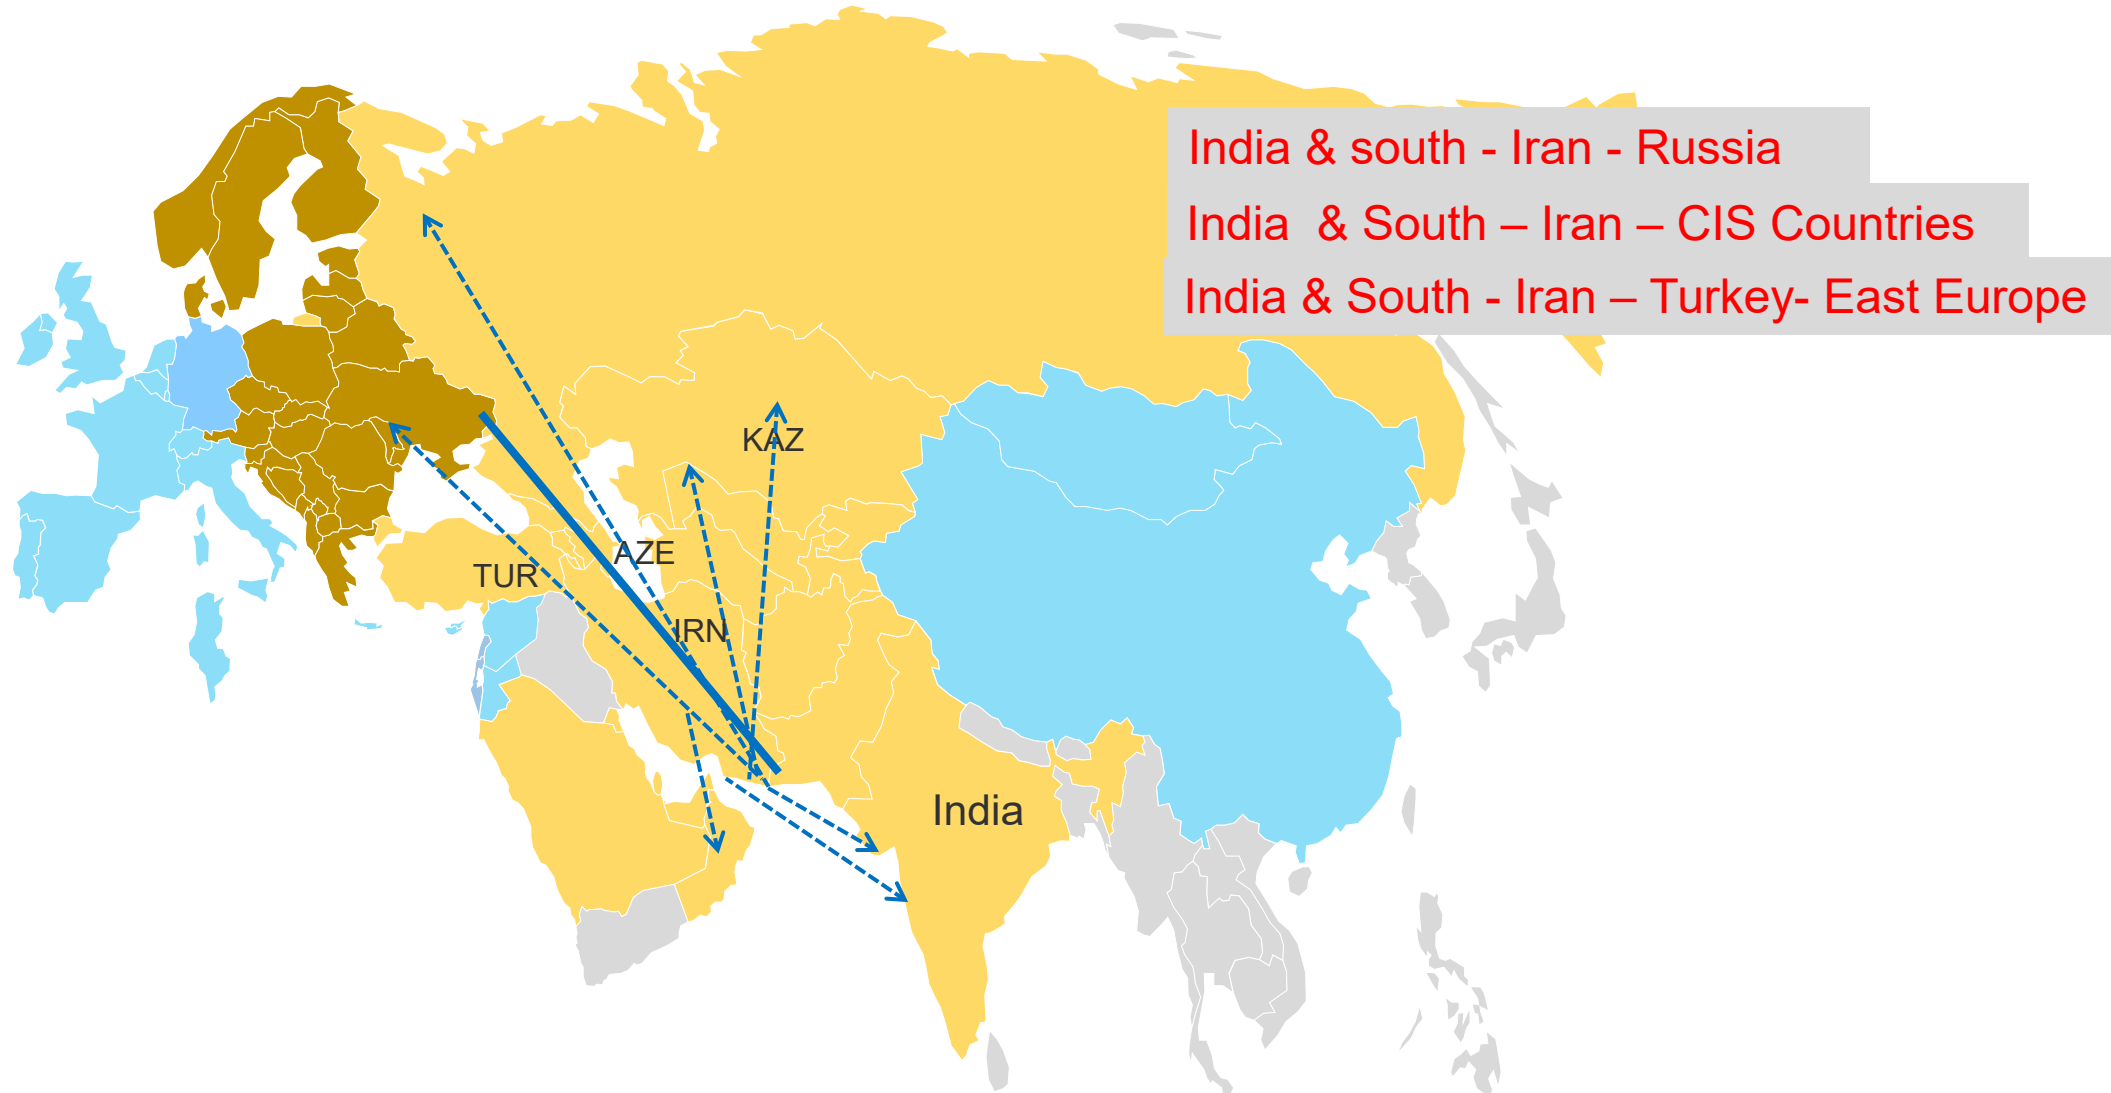 India & south - Iran - Russia
India & South – Iran – CIS Countries
India & South - Iran – Turkey- East Europe
KAZ
AZE
TUR
IRN
India